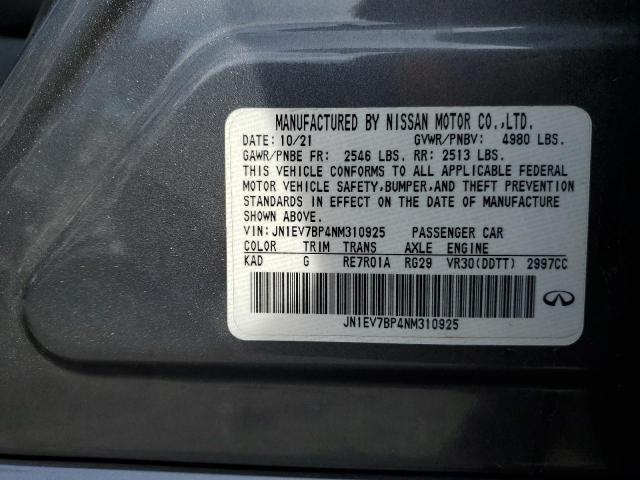 MANUFACTURED BY NISSAN MOTOR CO.,LTD.
DATE: 10/21 GVWR/PNBV: 4980 LBS.
GAWR/PNBE FR: 2546 LBS. RR: 2513 LBS.
THIS VEHICLE CONFORMS TO ALL APPLICABLE FEDERAL
MOTOR VEHICLE SAFETY,BUMPER,AND THEFT PREVENTION
STANDARDS IN EFFECT ON THE DATE OF MANUFACTURE
SHOWN ABOVE.
VIN: JN1EV7BP4NM310925 PASSENGER CAR
COLOR TRIM TRANS AXLE ENGINE
KAD G RE7R01A RG29 VR30(DDTT) 2997CC
JN1EV7BP4NM310925